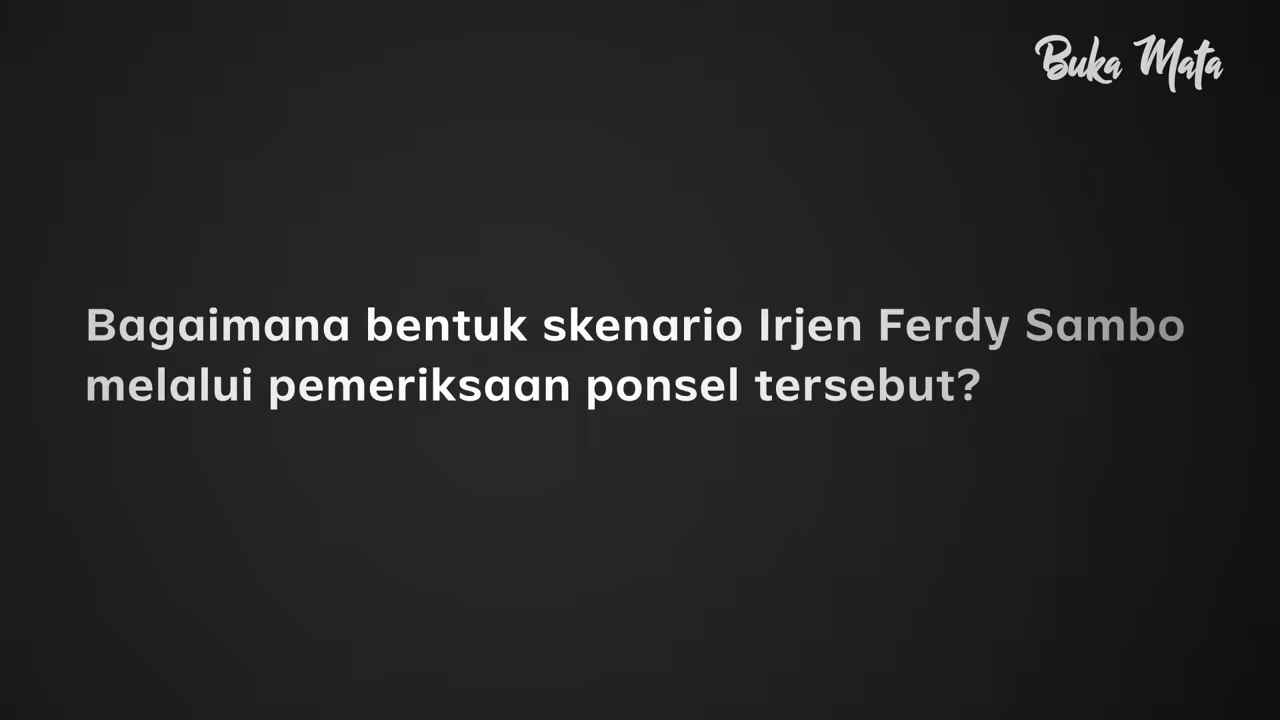 Buka Mata
Bagaimana bentuk skenario Irjen Ferdy Sambo
melalui pemeriksaan ponsel tersebut?